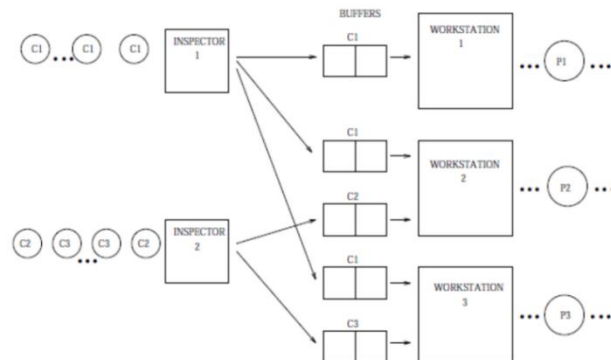 BUFFERS
C1 C1 C1
INSPECTOR
1
C1
WORKSTATION
1
P1
C1
WORKSTATION
2
C2
P2
C2 C3 C3 C2
INSPECTOR
2
C1
WORKSTATION
3
C3
P3